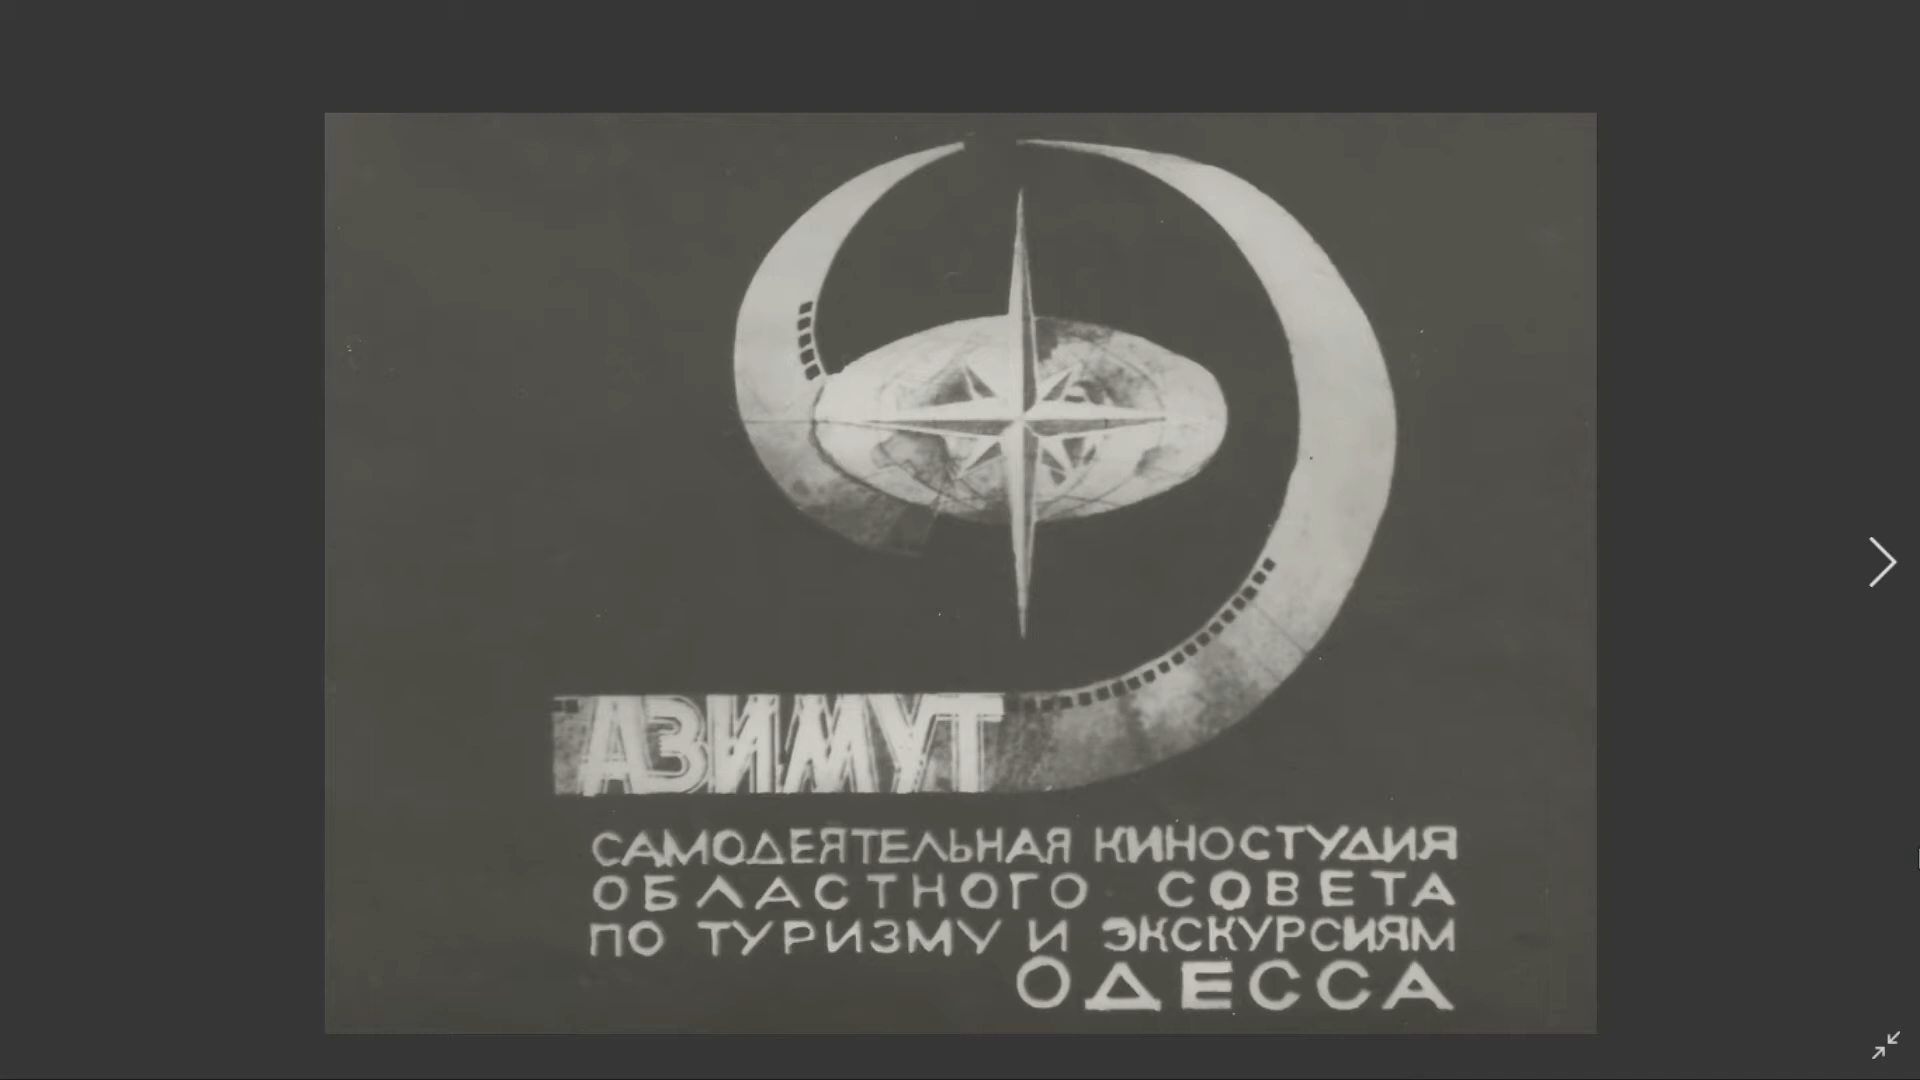 АЗИМУТ
САМОДЕЯТЕЛЬНАЯ КИНОСТУДИЯ
ОБЛАСТНОГО СОВЕТА
ПО ТУРИЗМУ И ЭКСКУРСИЯМ
ОДЕССА